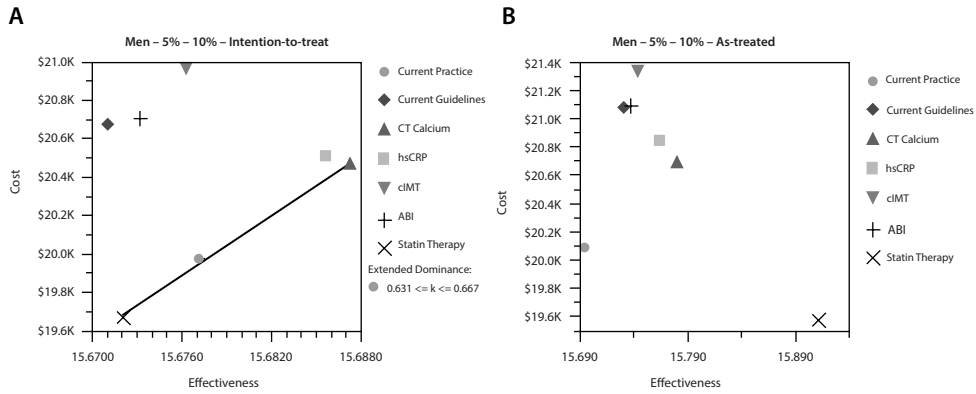 A
Men – 5% – 10% – Intention-to-treat
$21.0K
$20.8K
$20.6K
$20.4K
$20.2K
$20.0K
$19.8K
$19.6K
Cost
15.6700
15.6760
15.6820
15.6880
Effectiveness
Current Practice
Current Guidelines
CT Calcium
hsCRP
cIMT
ABI
Statin Therapy
Extended Dominance:
0.631 <= k <= 0.667
B
Men – 5% – 10% – As-treated
$21.4K
$21.2K
$21.0K
$20.8K
$20.6K
$20.4K
$20.2K
$20.0K
$19.8K
$19.6K
Cost
15.690
15.790
15.890
Effectiveness
Current Practice
Current Guidelines
CT Calcium
hsCRP
cIMT
ABI
Statin Therapy